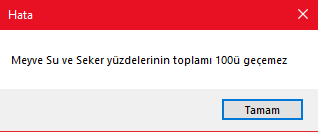 Hata
Meyve Su ve Seker yüzdelerinin toplamı 100ü geçemez
Tamam